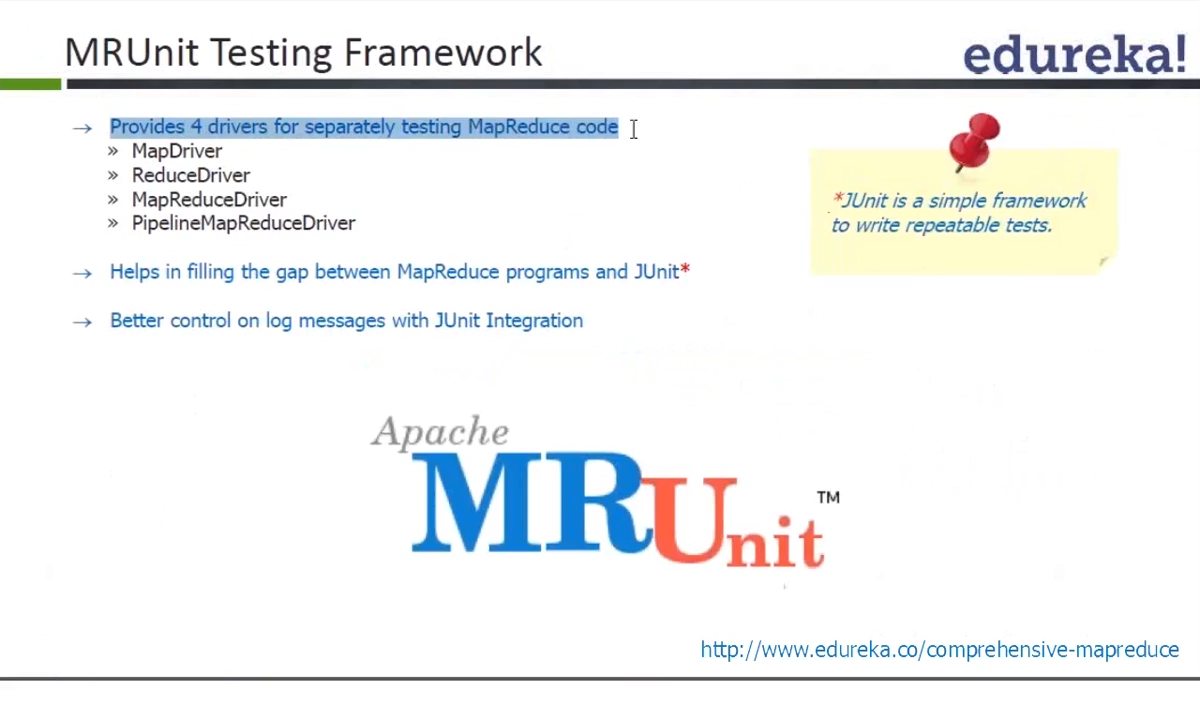 MRUnit Testing Framework
edureka!
→ Provides 4 drivers for separately testing MapReduce code
» MapDriver
» ReduceDriver
» MapReduceDriver
» PipelineMapReduceDriver
→ Helps in filling the gap between MapReduce programs and JUnit*
→ Better control on log messages with JUnit Integration
*JUnit is a simple framework
to write repeatable tests.
Apache
MRUnit™
http://www.edureka.co/comprehensive-mapreduce